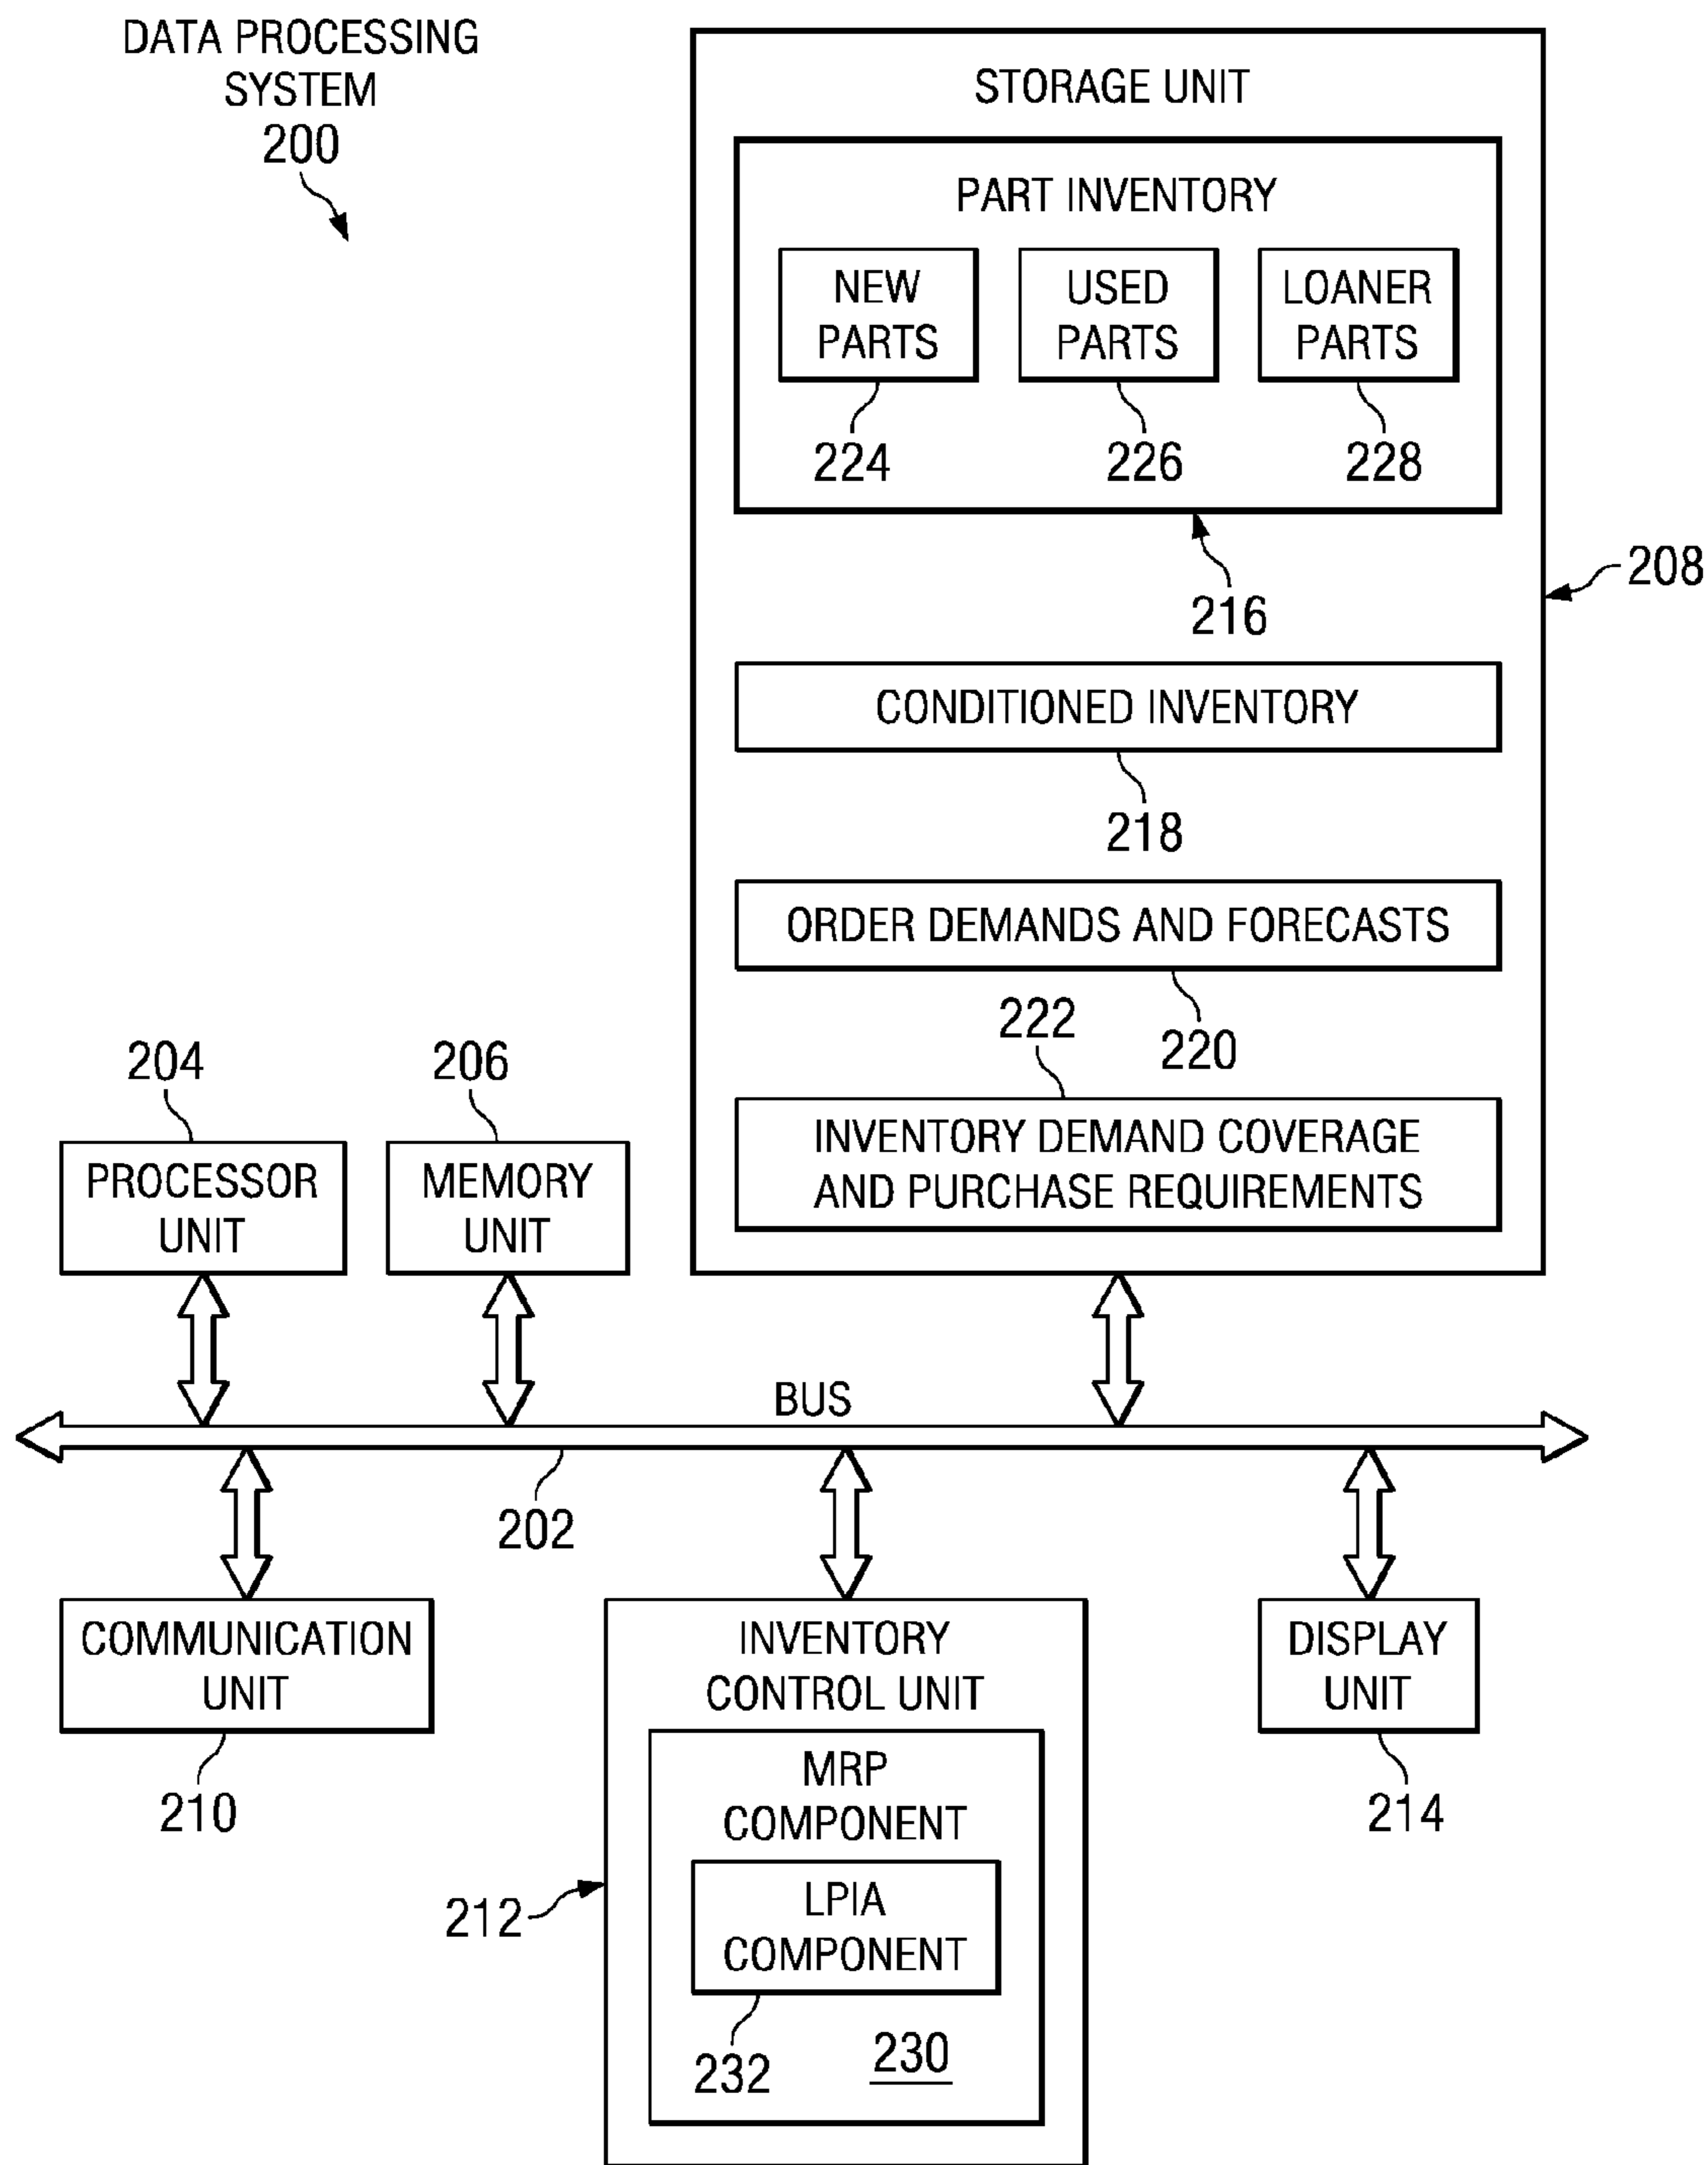 DATA PROCESSING
SYSTEM
200
STORAGE UNIT
PART INVENTORY
NEW
PARTS
USED
PARTS
LOANER
PARTS
224
226
228
216
208
CONDITIONED INVENTORY
218
ORDER DEMANDS AND FORECASTS
220
222
INVENTORY DEMAND COVERAGE
AND PURCHASE REQUIREMENTS
204
206
PROCESSOR
UNIT
MEMORY
UNIT
BUS
202
COMMUNICATION
UNIT
210
INVENTORY
CONTROL UNIT
MRP
COMPONENT
LPIA
COMPONENT
232
230
212
DISPLAY
UNIT
214